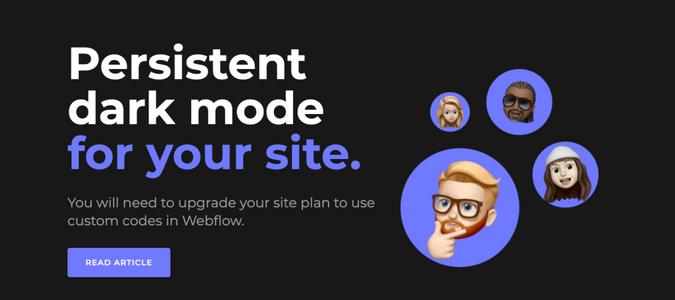 Persistent
dark mode
for your site.
You will need to upgrade your site plan to use
custom codes in Webflow.
READ ARTICLE